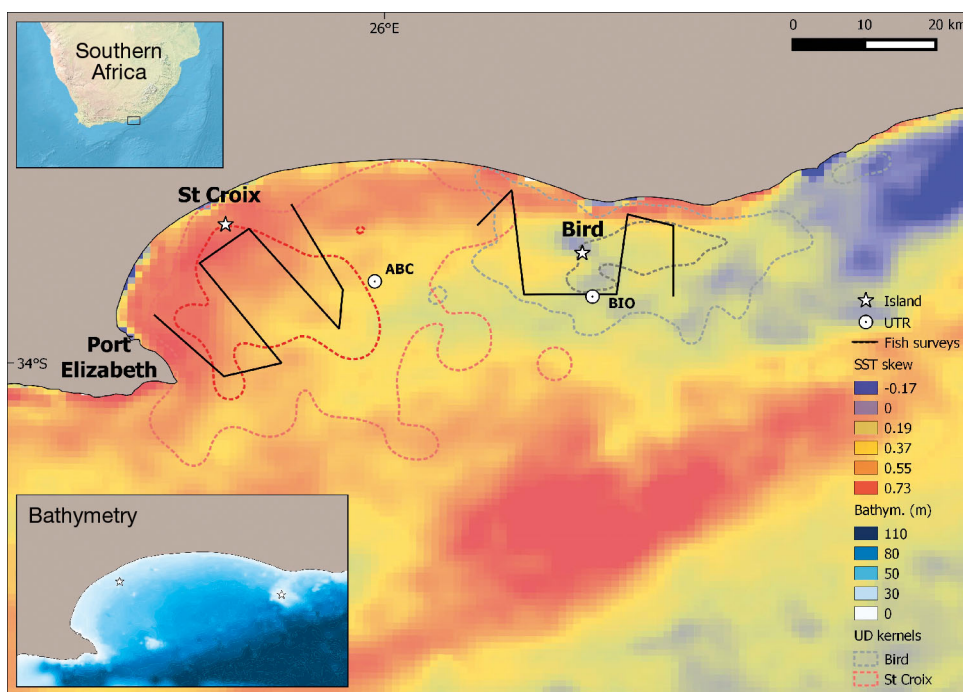 Southern
Africa
26°E
0 10 20 km
St Croix
Bird
ABC
BIO
Port
Elizabeth
34°S
Island
UTR
Fish surveys
SST skew
-0.17
0
0.19
0.37
0.55
0.73
Bathym. (m)
110
80
50
30
0
UD kernels
Bird
St Croix
Bathymetry